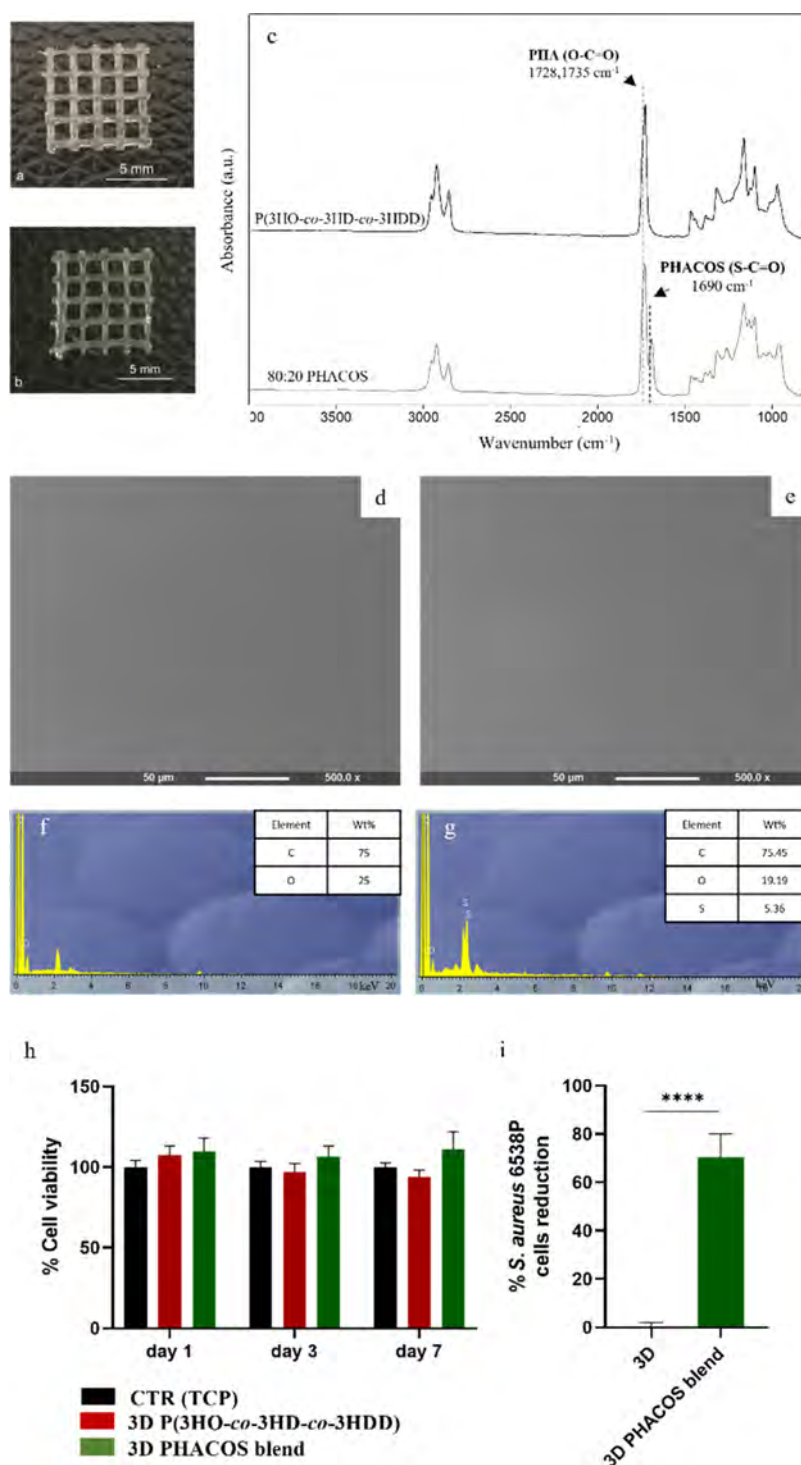 a
5 mm
b
5 mm
c
PHA (O-C=O)
1728,1735 cm-1
P(3HO-co-3HD-co-3HDD)
PHACOS (S-C=O)
1690 cm-1
80:20 PHACOS
Absorbance (a.u.)
00 3500 3000 2500 2000 1500 1000
Wavenumber (cm-1)
d
50 µm 500.0 x
e
50 µm 500.0 x
f
Element Wt%
C 75
O 25
0 2 4 6 8 10 12 14 16 18 20
keV
g
Element Wt%
C 75.45
O 19.19
S 5.36
0 2 4 6 8 10 12 14 16 18 20
keV
h
% Cell viability
150
100
50
0
day 1 day 3 day 7
CTR (TCP)
3D P(3HO-co-3HD-co-3HDD)
3D PHACOS blend
i
% S. aureus 6538P
cells reduction
100
80
60
40
20
0
****
3D
3D PHACOS blend